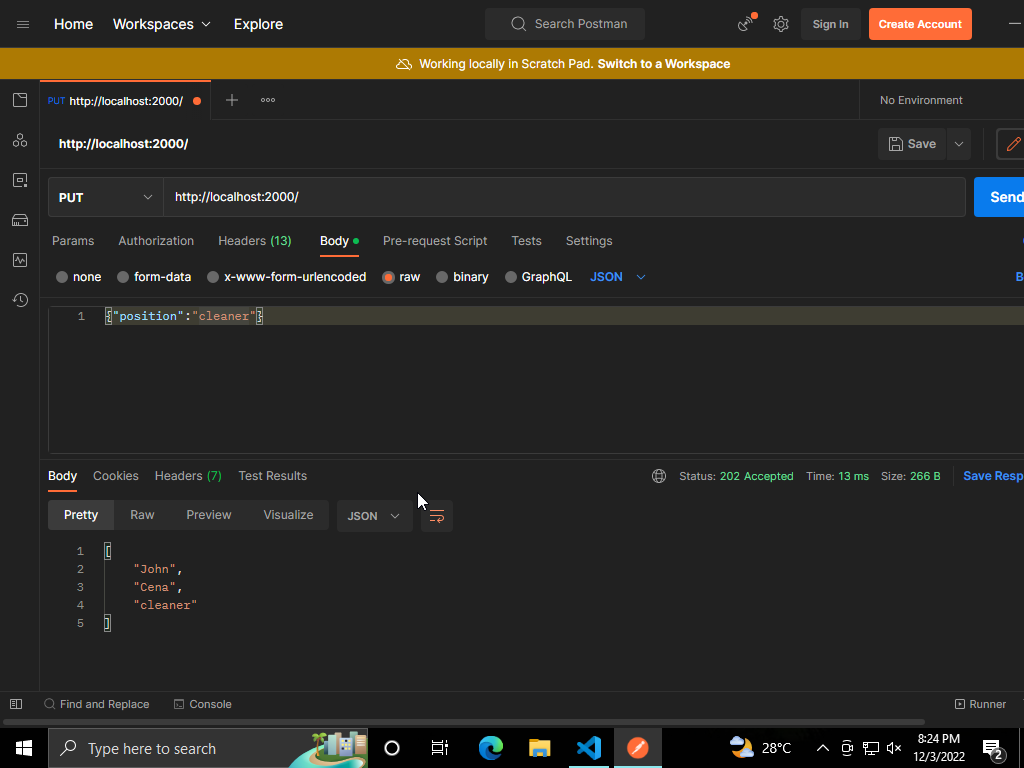 Home Workspaces Explore Search Postman Sign In Create Account
Working locally in Scratch Pad. Switch to a Workspace
PUT http://localhost:2000/ No Environment
http://localhost:2000/ Save
PUT http://localhost:2000/ Send
Params Authorization Headers (13) Body Pre-request Script Tests Settings
none form-data x-www-form-urlencoded raw binary GraphQL JSON B
1 {"position":"cleaner"}
Body Cookies Headers (7) Test Results Status: 202 Accepted Time: 13 ms Size: 266 B Save Resp
Pretty Raw Preview Visualize JSON
1 [
2 "John",
3 "Cena",
4 "cleaner"
5 ]
Find and Replace Console Runner
Type here to search 28°C 8:24 PM
12/3/2022 2